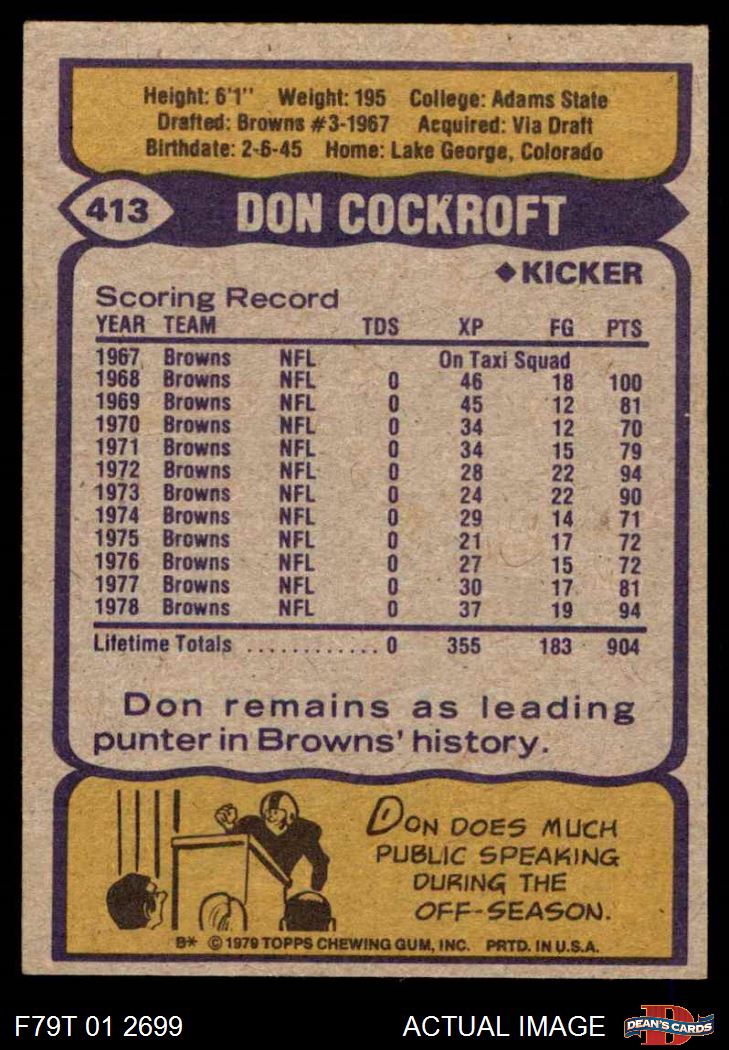 Height: 6'1" Weight: 195 College: Adams State
Drafted: Browns #3-1967 Acquired: Via Draft
Birthdate: 2-6-45 Home: Lake George, Colorado
413 DON COCKROFT
◆KICKER
Scoring Record
YEAR TEAM TDS XP FG PTS
1967 Browns NFL On Taxi Squad
1968 Browns NFL 0 46 18 100
1969 Browns NFL 0 45 12 81
1970 Browns NFL 0 34 12 70
1971 Browns NFL 0 34 15 79
1972 Browns NFL 0 28 22 94
1973 Browns NFL 0 24 22 90
1974 Browns NFL 0 29 14 71
1975 Browns NFL 0 21 17 72
1976 Browns NFL 0 27 15 72
1977 Browns NFL 0 30 17 81
1978 Browns NFL 0 37 19 94
Lifetime Totals ............ 0 355 183 904
Don remains as leading
punter in Browns' history.
DON DOES MUCH
PUBLIC SPEAKING
DURING THE
OFF-SEASON.
B* © 1979 TOPPS CHEWING GUM, INC. PRTD. IN U.S.A.
F79T 01 2699 ACTUAL IMAGE
D
DEAN'S CARDS